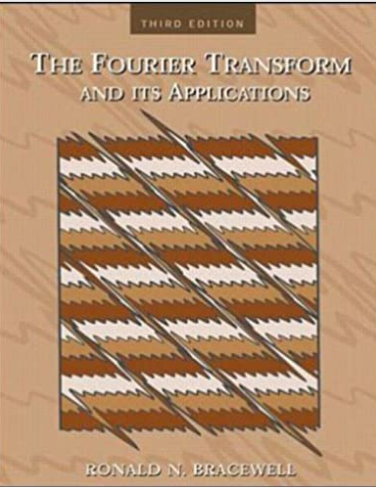 THIRD EDITION
THE FOURIER TRANSFORM
AND ITS APPLICATIONS
RONALD N. BRACEWELL